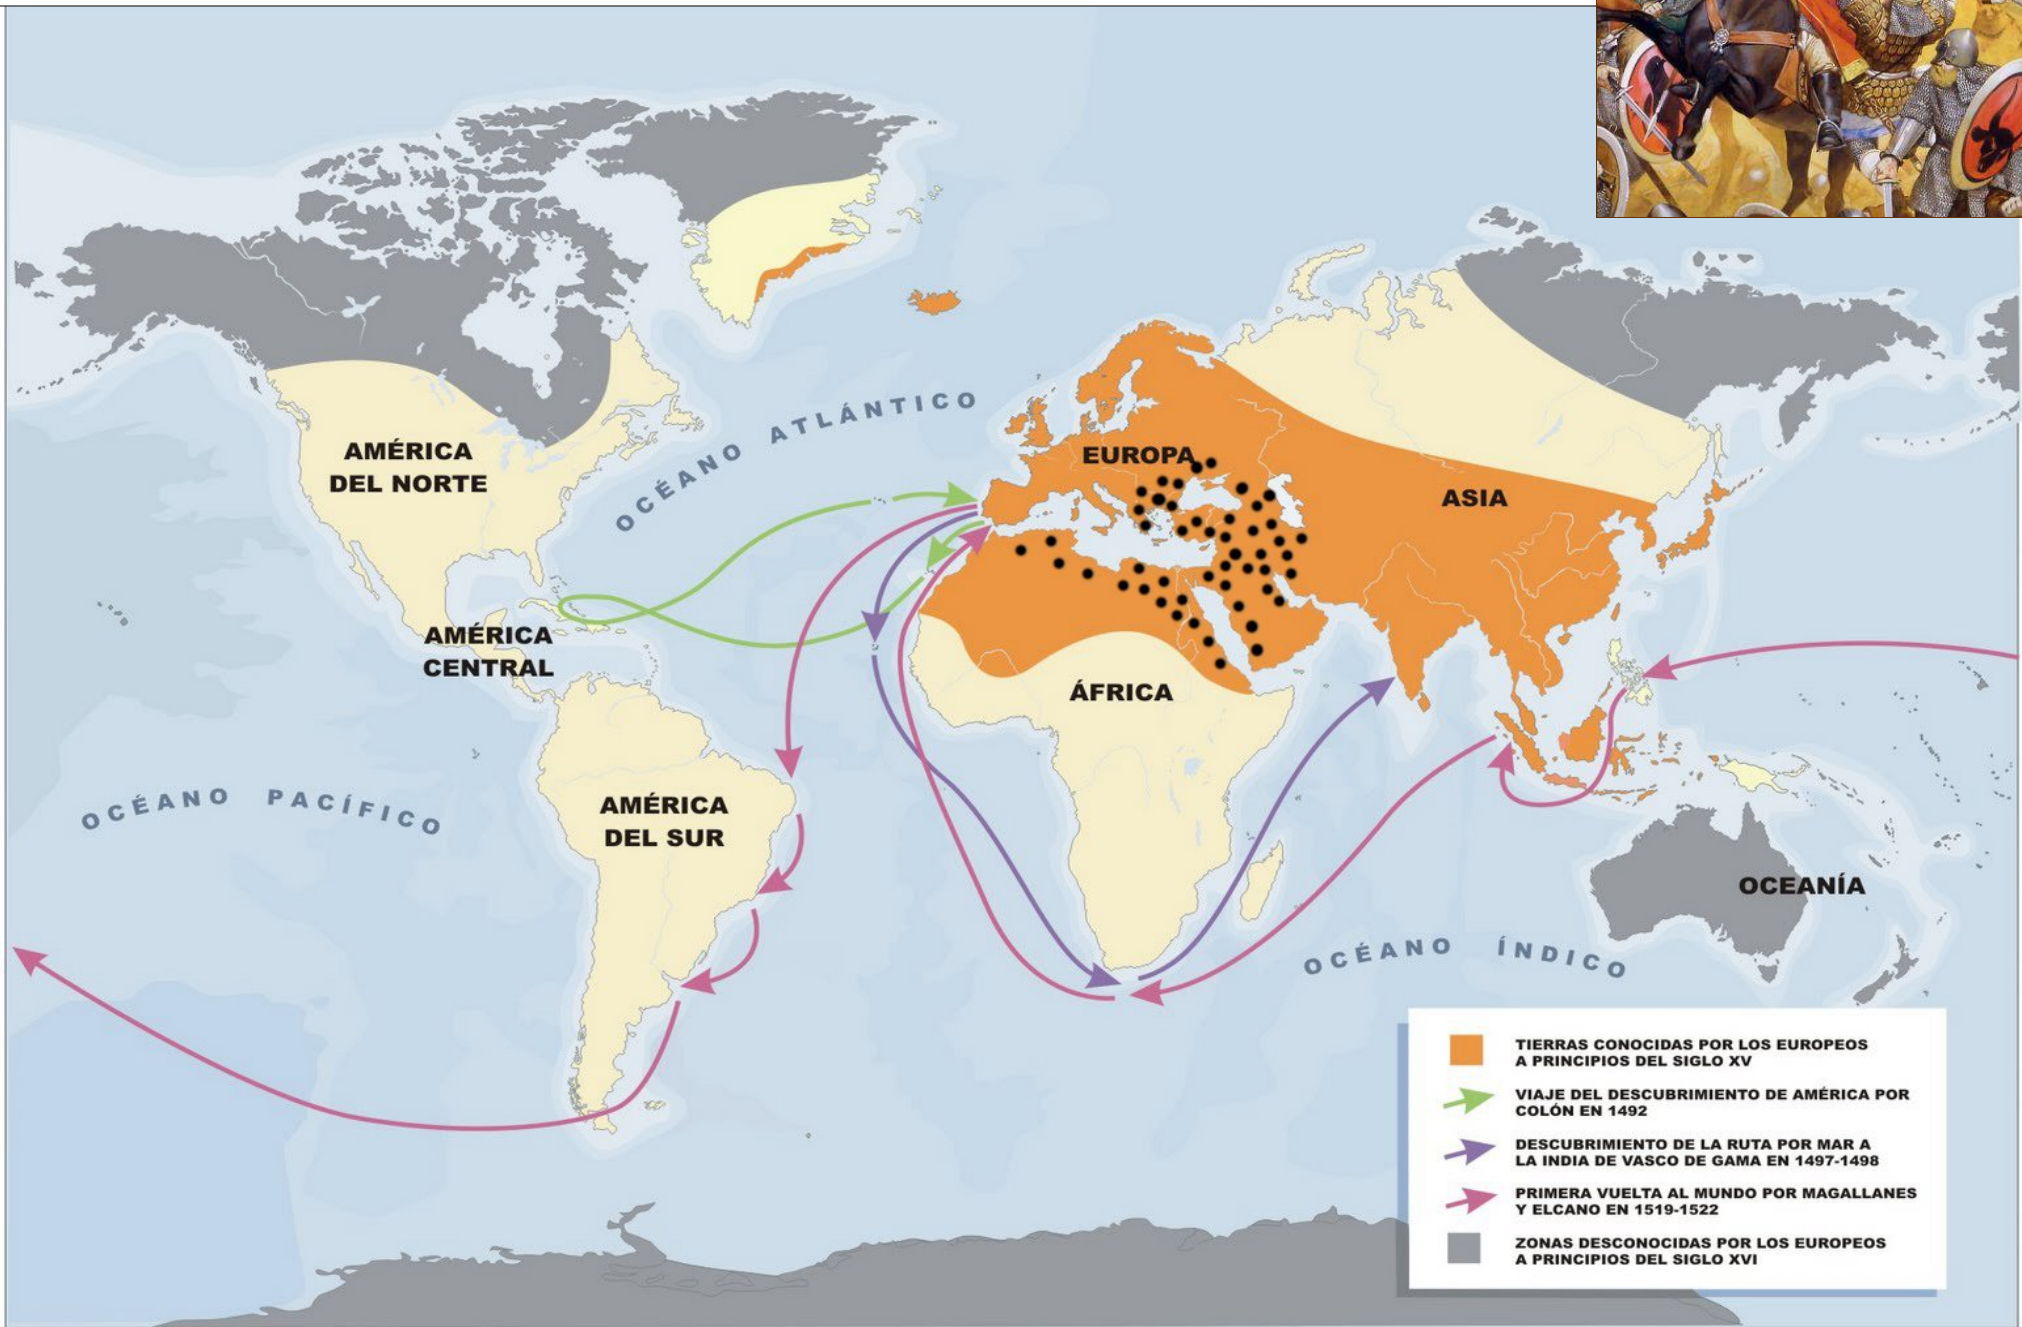 OCÉANO ATLÁNTICO
AMÉRICA
DEL NORTE
EUROPA
ASIA
AMÉRICA
CENTRAL
ÁFRICA
OCÉANO PACÍFICO
AMÉRICA
DEL SUR
OCEANÍA
OCÉANO ÍNDICO
TIERRAS CONOCIDAS POR LOS EUROPEOS
A PRINCIPIOS DEL SIGLO XV
VIAJE DEL DESCUBRIMIENTO DE AMÉRICA POR
COLÓN EN 1492
DESCUBRIMIENTO DE LA RUTA POR MAR A
LA INDIA DE VASCO DE GAMA EN 1497-1498
PRIMERA VUELTA AL MUNDO POR MAGALLANES
Y ELCANO EN 1519-1522
ZONAS DESCONOCIDAS POR LOS EUROPEOS
A PRINCIPIOS DEL SIGLO XVI